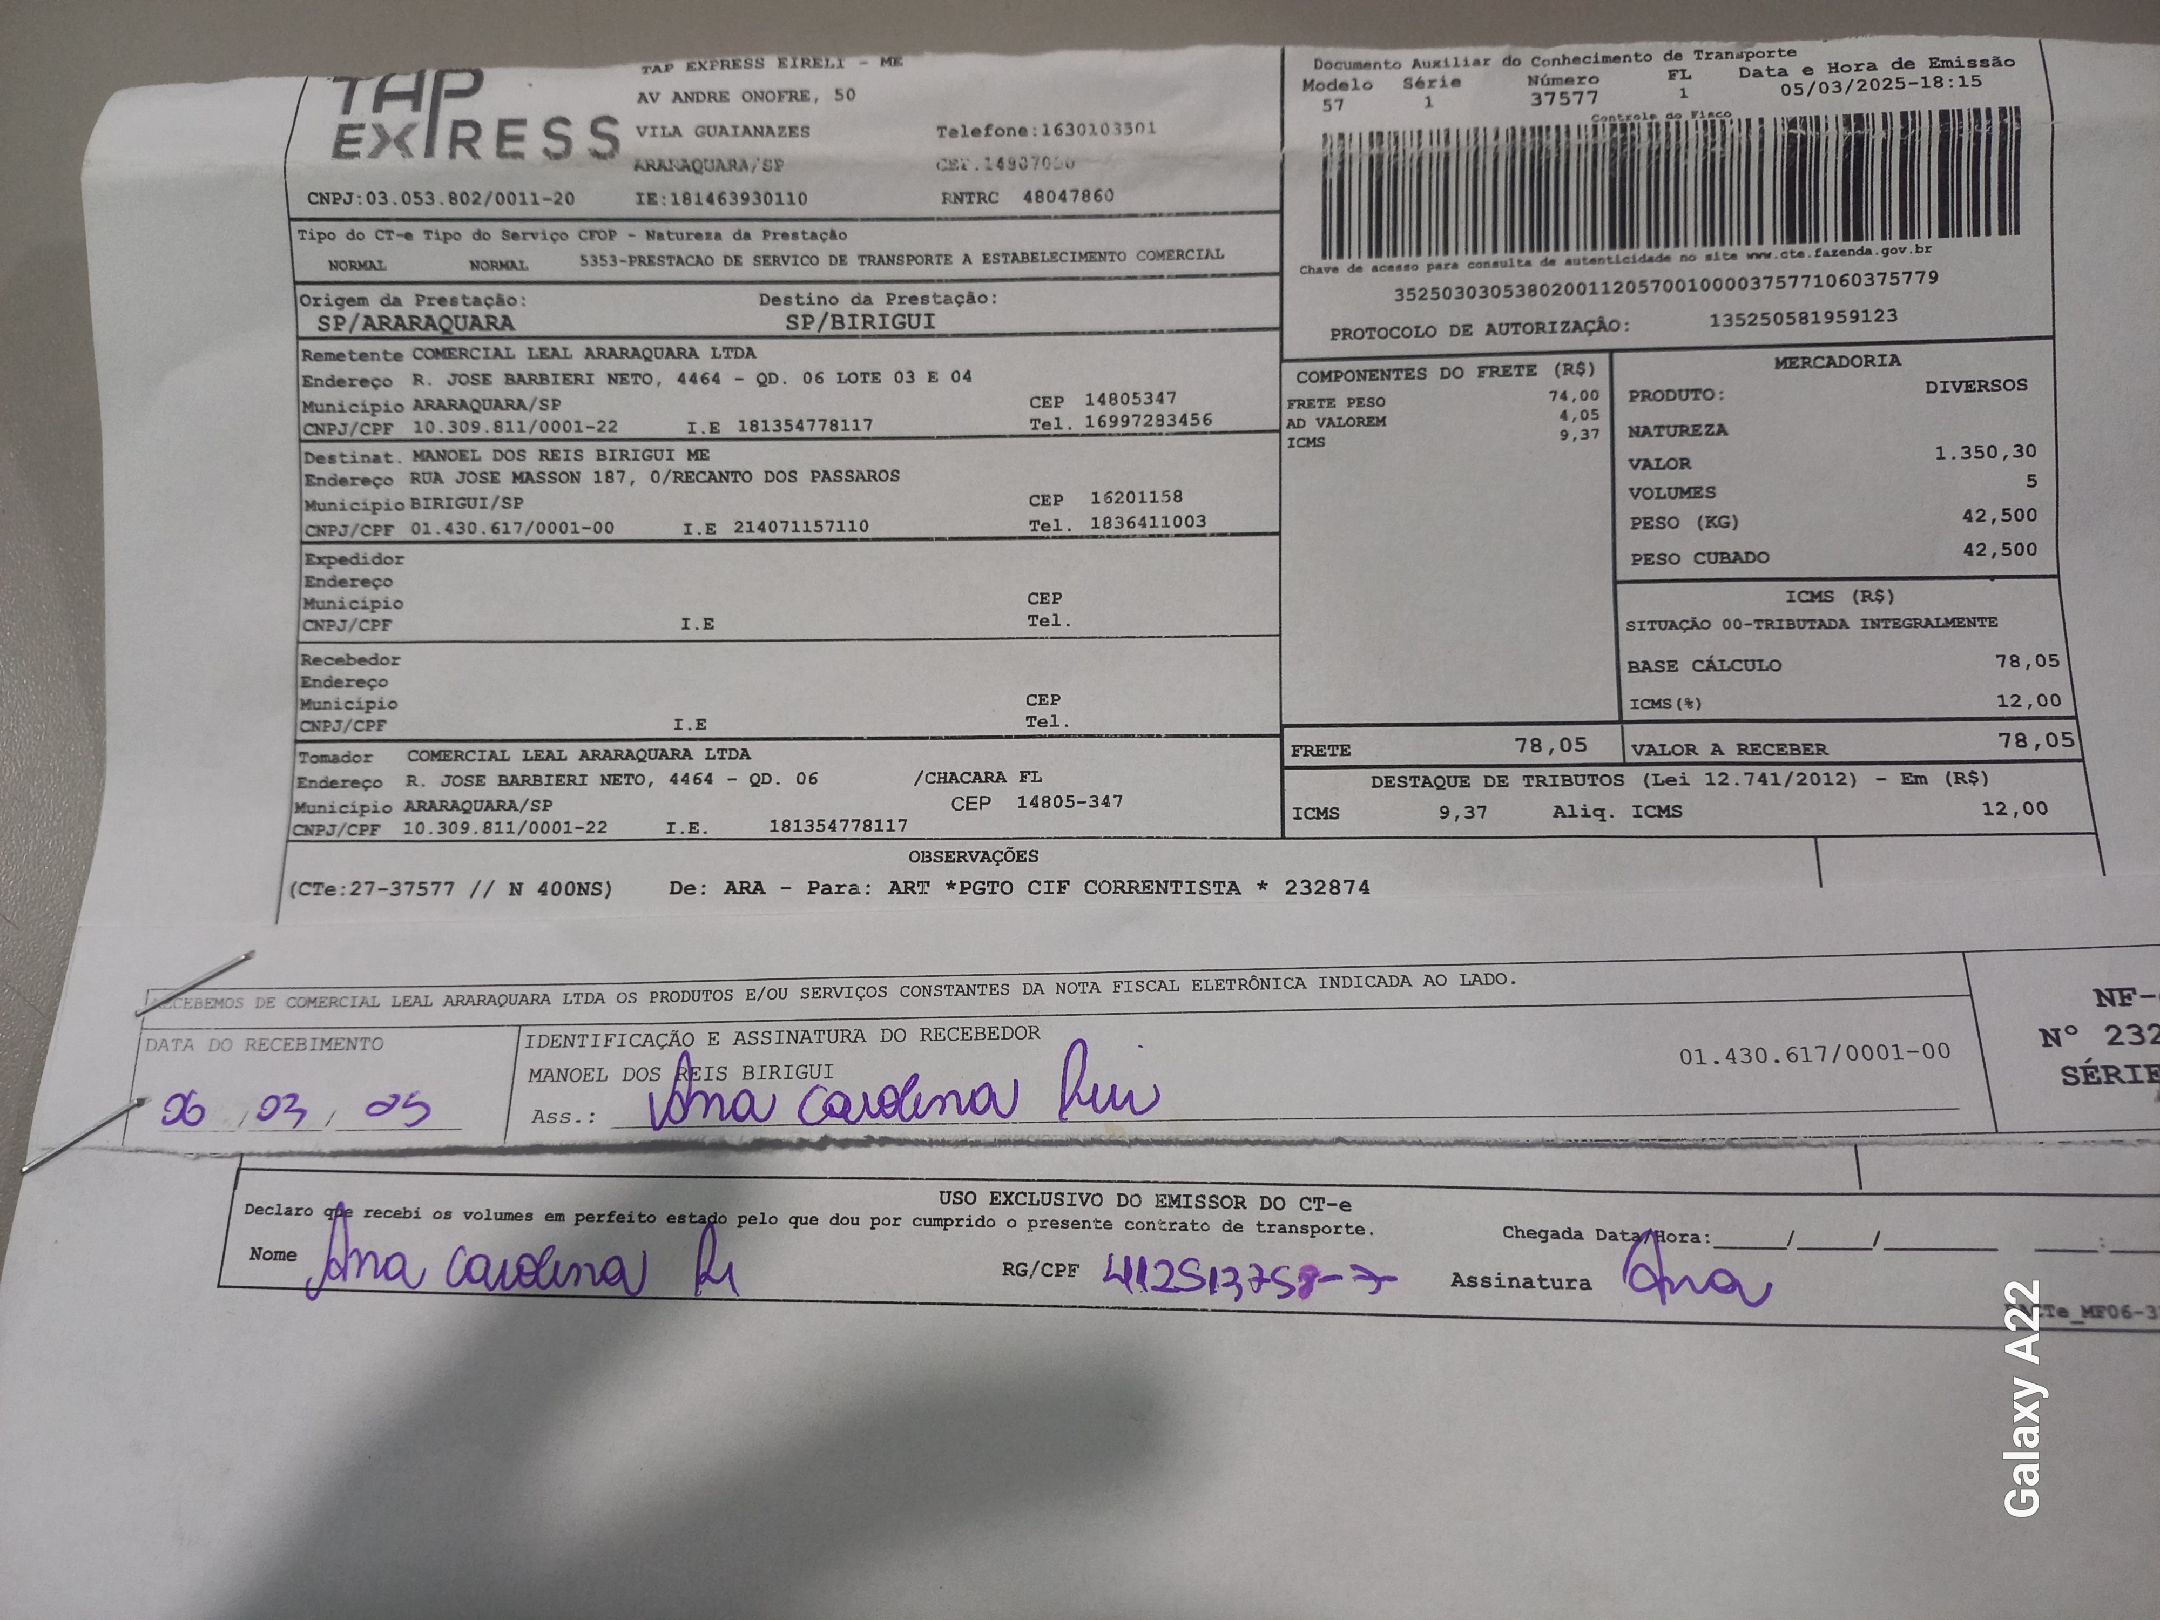 TAP EXPRESS
TAP EXPRESS EIRELI - ME
AV ANDRE ONOFRE, 50
VILA GUAIANAZES Telefone:1630103501
ARARAQUARA/SP
CNPJ:03.053.802/0011-20 IE:181463930110 RNTRC 48047860
Documento Auxiliar do Conhecimento de Transporte
Modelo Série Número FL Data e Hora de Emissão
57 1 37577 1 05/03/2025-18:15
Controle do Fisco
Chave de acesso para consulta de autenticidade no site www.cte.fazenda.gov.br
35250303053802001120570010000375771060375779
PROTOCOLO DE AUTORIZAÇÃO: 135250581959123
Tipo do CT-e Tipo do Serviço CFOP - Natureza da Prestação
NORMAL NORMAL 5353-PRESTACAO DE SERVICO DE TRANSPORTE A ESTABELECIMENTO COMERCIAL
Origem da Prestação: Destino da Prestação:
SP/ARARAQUARA SP/BIRIGUI
Remetente COMERCIAL LEAL ARARAQUARA LTDA
Endereço R. JOSE BARBIERI NETO, 4464 - QD. 06 LOTE 03 E 04
Município ARARAQUARA/SP CEP 14805347
CNPJ/CPF 10.309.811/0001-22 I.E 181354778117 Tel. 16997283456
Destinat. MANOEL DOS REIS BIRIGUI ME
Endereço RUA JOSE MASSON 187, 0/RECANTO DOS PASSAROS
Município BIRIGUI/SP CEP 16201158
CNPJ/CPF 01.430.617/0001-00 I.E 214071157110 Tel. 1836411003
Expedidor
Endereço
Município CEP
CNPJ/CPF I.E Tel.
Recebedor
Endereço
Município CEP
CNPJ/CPF I.E Tel.
Tomador COMERCIAL LEAL ARARAQUARA LTDA
Endereço R. JOSE BARBIERI NETO, 4464 - QD. 06 /CHACARA FL
Município ARARAQUARA/SP CEP 14805-347
CNPJ/CPF 10.309.811/0001-22 I.E. 181354778117
COMPONENTES DO FRETE (R$)
FRETE PESO 74,00
AD VALOREM 4,05
ICMS 9,37
MERCADORIA
PRODUTO: DIVERSOS
NATUREZA
VALOR 1.350,30
VOLUMES 5
PESO (KG) 42,500
PESO CUBADO 42,500
ICMS (R$)
SITUAÇÃO 00-TRIBUTADA INTEGRALMENTE
BASE CÁLCULO 78,05
ICMS(%) 12,00
FRETE 78,05 VALOR A RECEBER 78,05
DESTAQUE DE TRIBUTOS (Lei 12.741/2012) - Em (R$)
ICMS 9,37 Aliq. ICMS 12,00
OBSERVAÇÕES
(CTe:27-37577 // N 400NS) De: ARA - Para: ART *PGTO CIF CORRENTISTA * 232874
RECEBEMOS DE COMERCIAL LEAL ARARAQUARA LTDA OS PRODUTOS E/OU SERVIÇOS CONSTANTES DA NOTA FISCAL ELETRÔNICA INDICADA AO LADO.
NF-
DATA DO RECEBIMENTO IDENTIFICAÇÃO E ASSINATURA DO RECEBEDOR
Nº 232
MANOEL DOS REIS BIRIGUI 01.430.617/0001-00
SÉRIE
06/03/25 Ass.: Ana Carolina
USO EXCLUSIVO DO EMISSOR DO CT-e
Declaro que recebi os volumes em perfeito estado pelo que dou por cumprido o presente contrato de transporte.
Chegada Data/Hora:____/____/______ ____:
Nome Ana Carolina RG/CPF Assinatura Ana
Galaxy A22